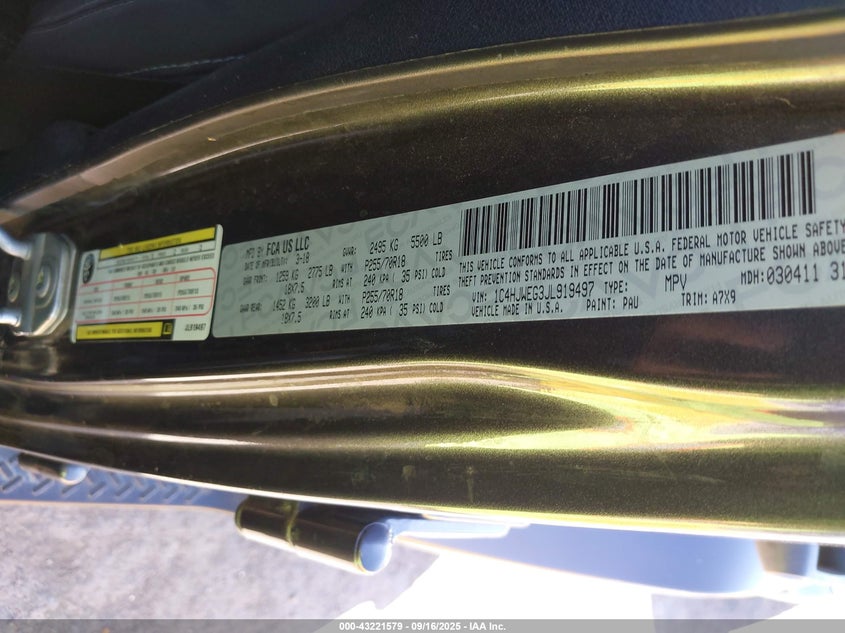 TIRE AND LOADING INFORMATION
JL919497
MFD BY FCA US LLC
DATE OF MFR 3-18
GVWR: 2495 KG 5500 LB
GAWR FRONT: 1259 KG 2775 LB WITH P255/70R18 TIRES
18X7.5 RIMS AT 240 KPA ( 35 PSI) COLD
GAWR REAR: 1452 KG 3200 LB WITH P255/70R18 TIRES
18X7.5 RIMS AT 240 KPA ( 35 PSI) COLD
THIS VEHICLE CONFORMS TO ALL APPLICABLE U.S.A. FEDERAL MOTOR VEHICLE SAFETY
THEFT PREVENTION STANDARDS IN EFFECT ON THE DATE OF MANUFACTURE SHOWN ABOVE
VIN: 1C4HJWEG3JL919497 TYPE: MPV MDH: 030411 31
VEHICLE MADE IN U.S.A. PAINT: PAU TRIM: A7X9
000-43221579 - 09/16/2025 - IAA Inc.